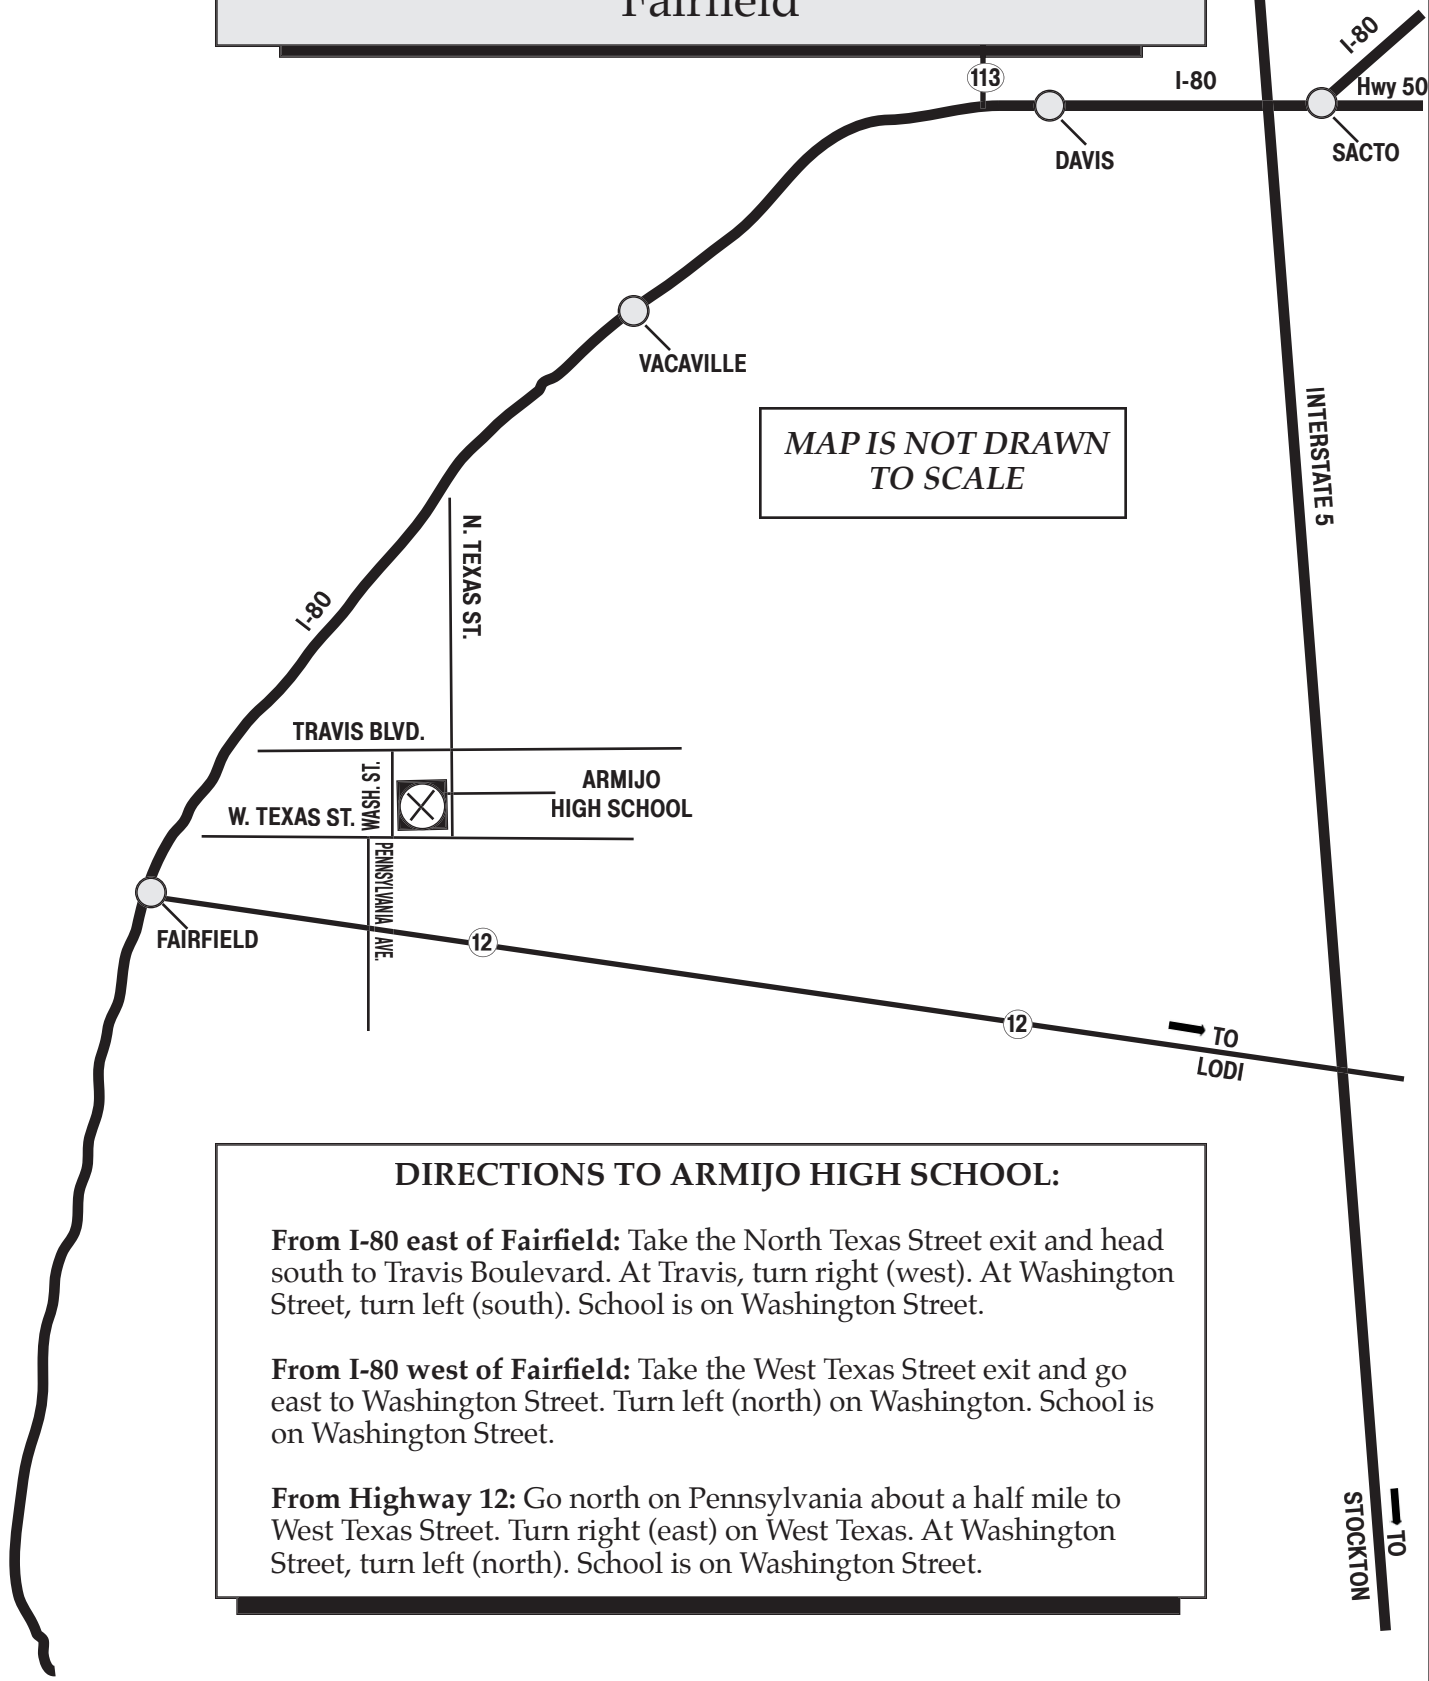 Fairfield
I-80
113
I-80
Hwy 50
DAVIS
SACTO
VACAVILLE
INTERSTATE 5
MAP IS NOT DRAWN
TO SCALE
N. TEXAS ST.
I-80
TRAVIS BLVD.
WASH. ST.
ARMIJO
HIGH SCHOOL
W. TEXAS ST.
PENNSYLVANIA AVE.
FAIRFIELD
12
12
TO
LODI
DIRECTIONS TO ARMIJO HIGH SCHOOL:
From I-80 east of Fairfield: Take the North Texas Street exit and head
south to Travis Boulevard. At Travis, turn right (west). At Washington
Street, turn left (south). School is on Washington Street.
From I-80 west of Fairfield: Take the West Texas Street exit and go
east to Washington Street. Turn left (north) on Washington. School is
on Washington Street.
From Highway 12: Go north on Pennsylvania about a half mile to
West Texas Street. Turn right (east) on West Texas. At Washington
Street, turn left (north). School is on Washington Street.
TO
STOCKTON